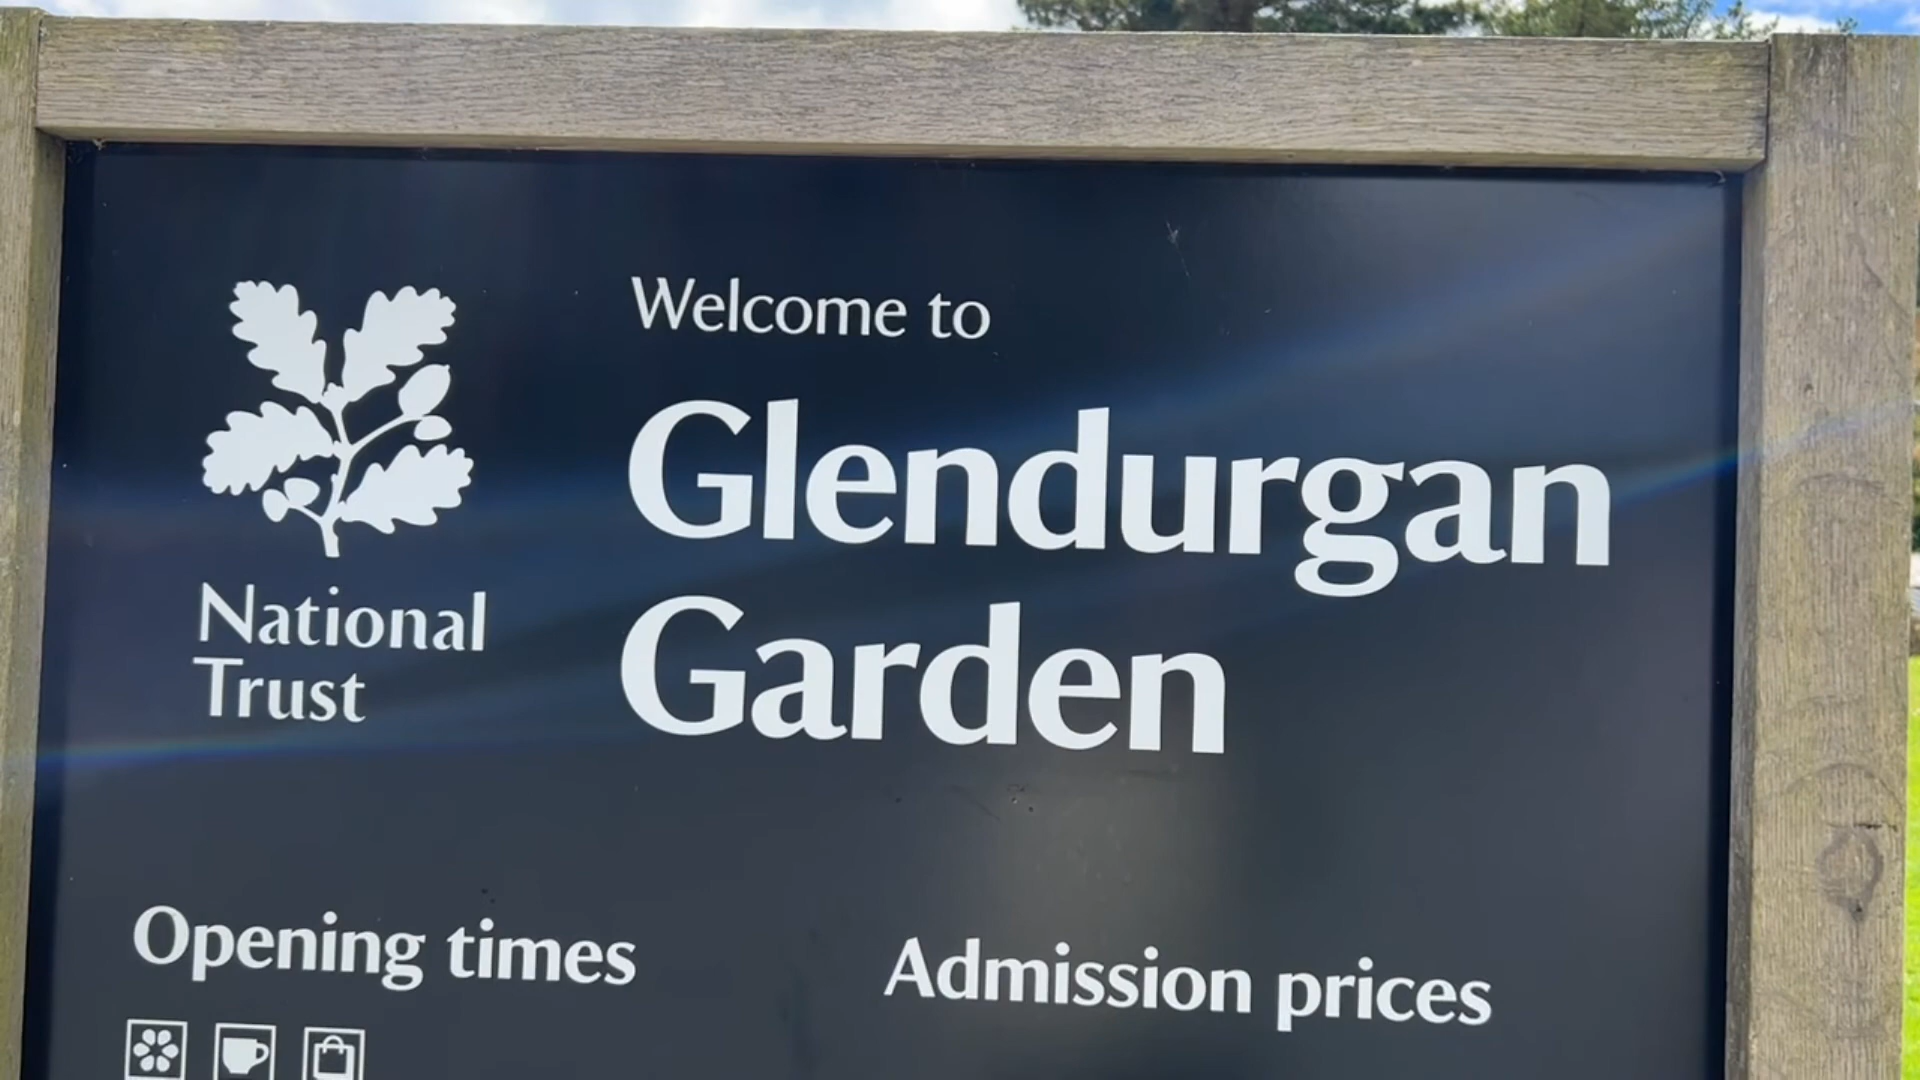 Welcome to
Glendurgan
Garden
National
Trust
Opening times
Admission prices